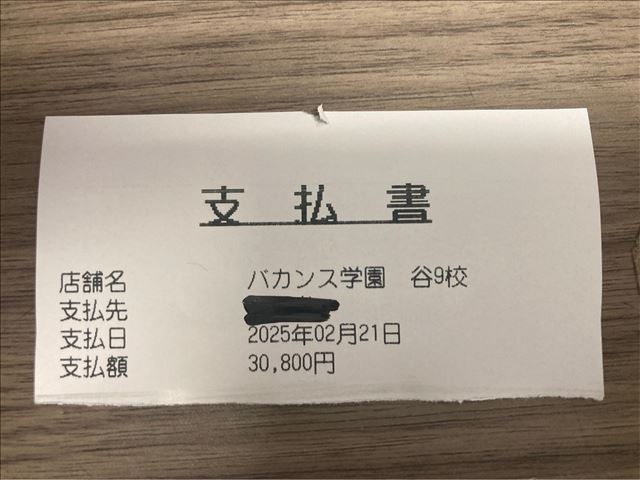 支払書
店舗名 バカンス学園 谷9校
支払先
支払日 2025年02月21日
支払額 30,800円